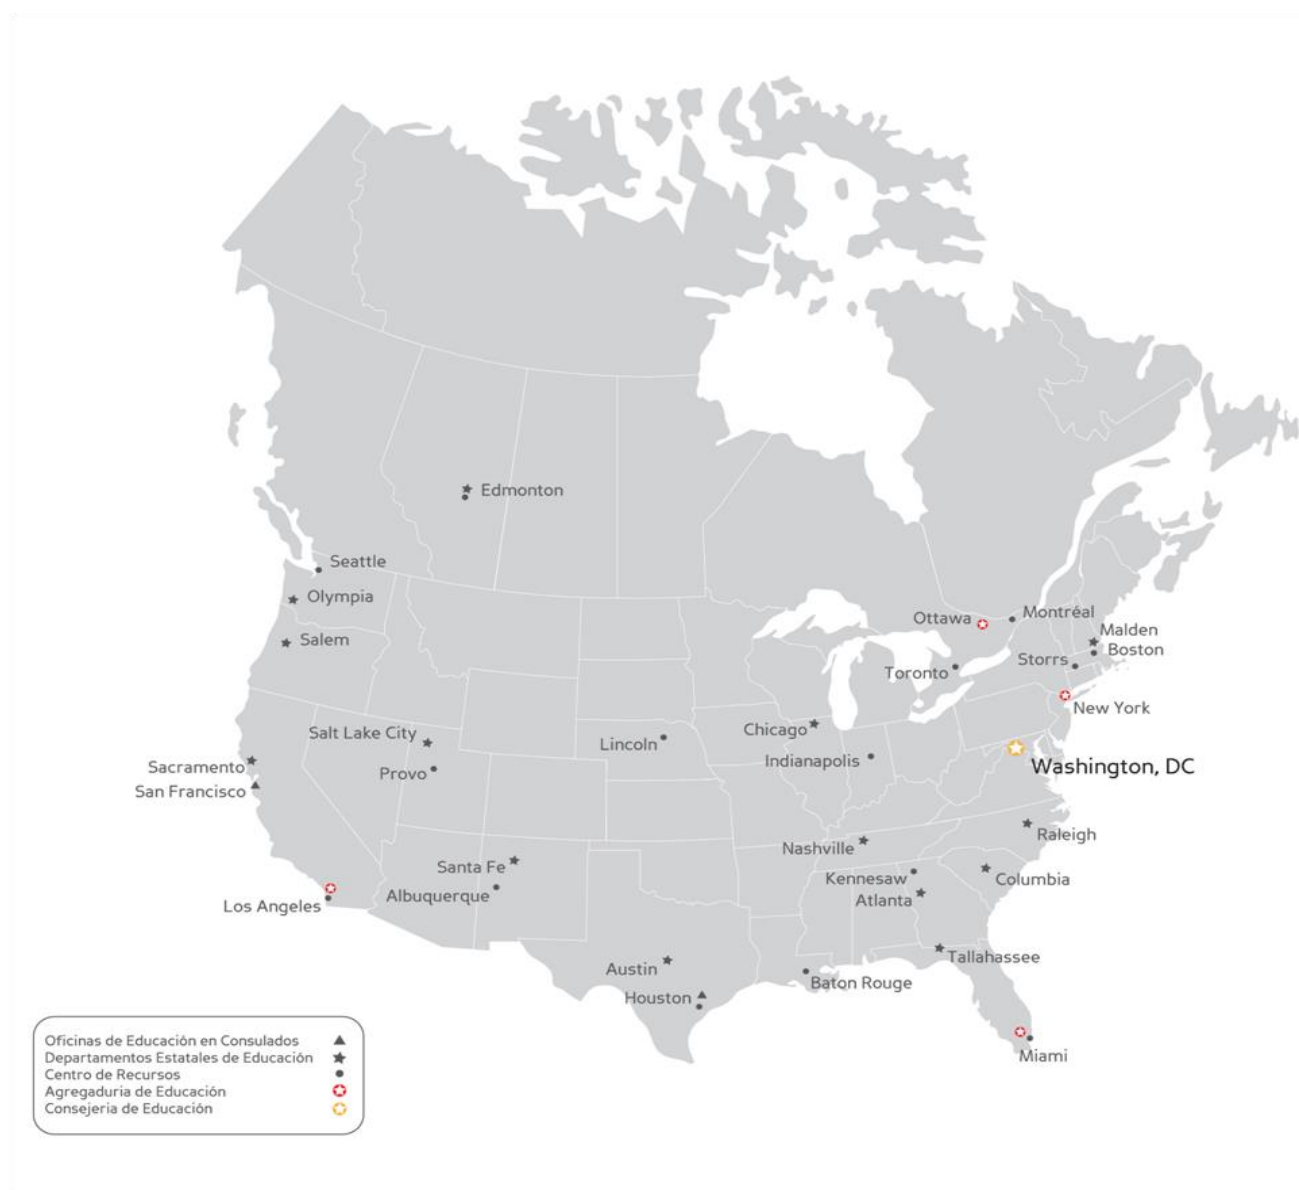 Edmonton
Seattle
Olympia
Salem
Ottawa
Montréal
Malden
Boston
Storrs
Toronto
New York
Chicago
Salt Lake City
Lincoln
Indianapolis
Provo
Sacramento
San Francisco
Washington, DC
Raleigh
Nashville
Santa Fe
Kennesaw
Columbia
Albuquerque
Atlanta
Los Angeles
Tallahassee
Austin
Baton Rouge
Houston
Miami
Oficinas de Educación en Consulados
Departamentos Estatales de Educación
Centro de Recursos
Agregaduria de Educación
Consejeria de Educación